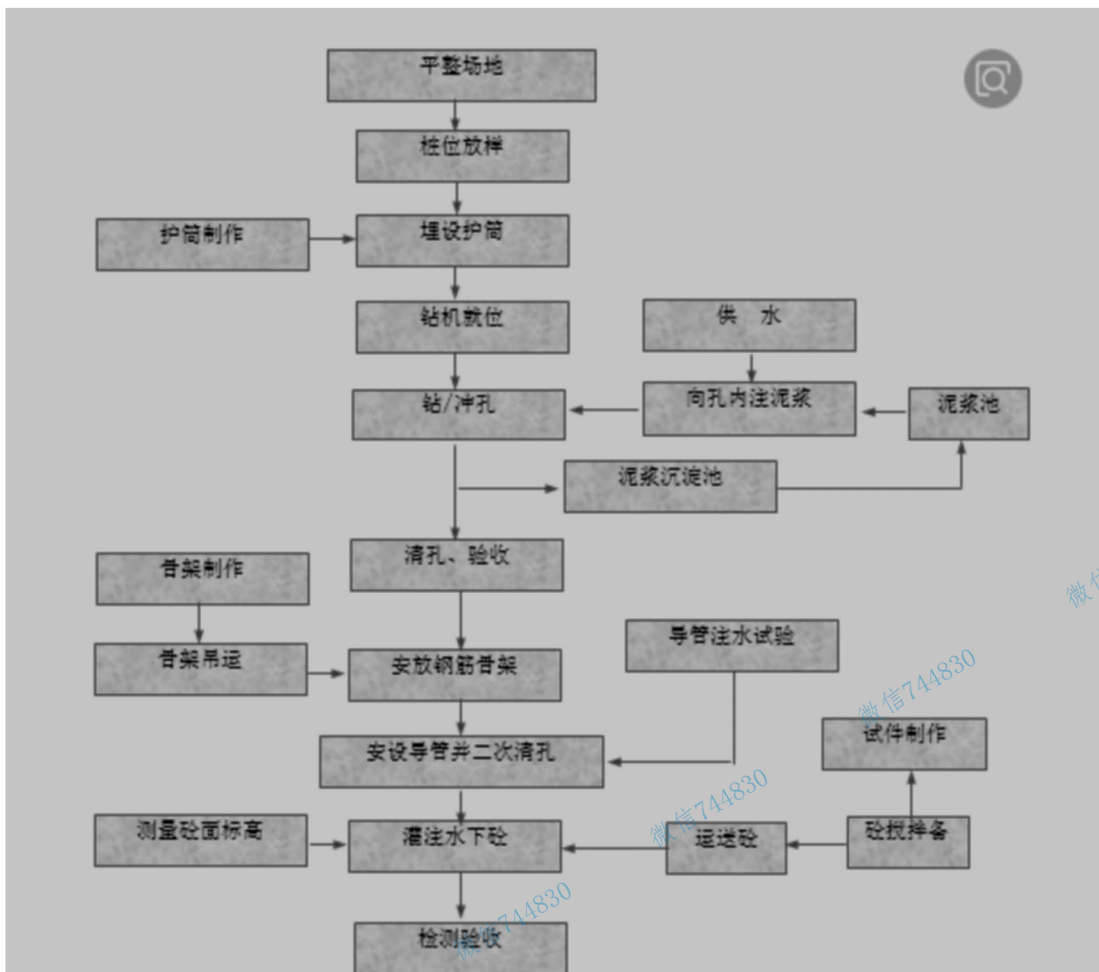 平整场地
桩位放样
护筒制作
埋设护筒
钻机就位
供 水
钻/冲孔
向孔内注泥浆
泥浆池
泥浆沉淀池
清孔、验收
骨架制作
导管注水试验
骨架吊运
安放钢筋骨架
试件制作
安设导管并二次清孔
测量砼面标高
灌注水下砼
运送砼
砼搅拌备
检测验收
微信
微信744830
微信744830
微信744830